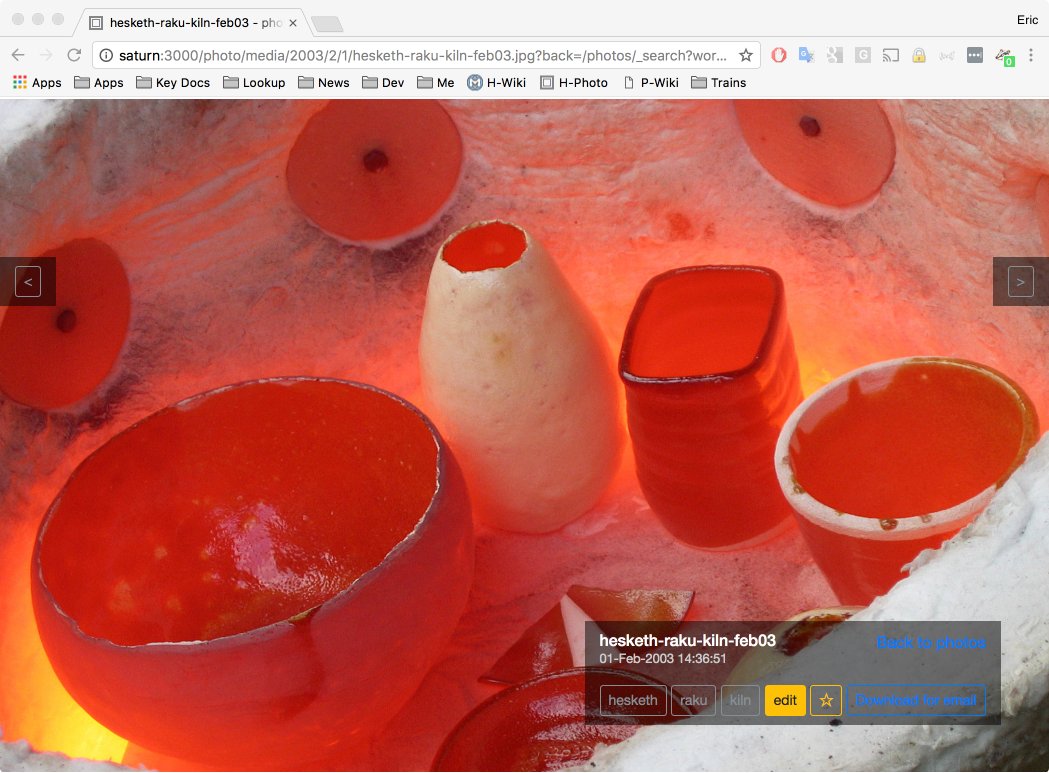 hesketh-raku-kiln-feb03 - pho
Eric
saturn:3000/photo/media/2003/2/1/hesketh-raku-kiln-feb03.jpg?back=/photos/_search?wor...
0
Apps Apps Key Docs Lookup News Dev Me H-Wiki H-Photo P-Wiki Trains
< >
hesketh-raku-kiln-feb03 Back to photos
01-Feb-2003 14:36:51
hesketh raku kiln edit ☆ Download for email